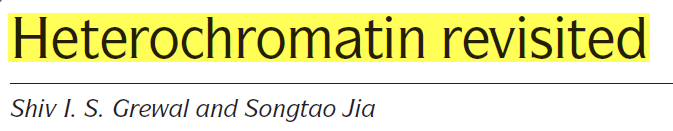 Heterochromatin revisited
Shiv I. S. Grewal and Songtao Jia